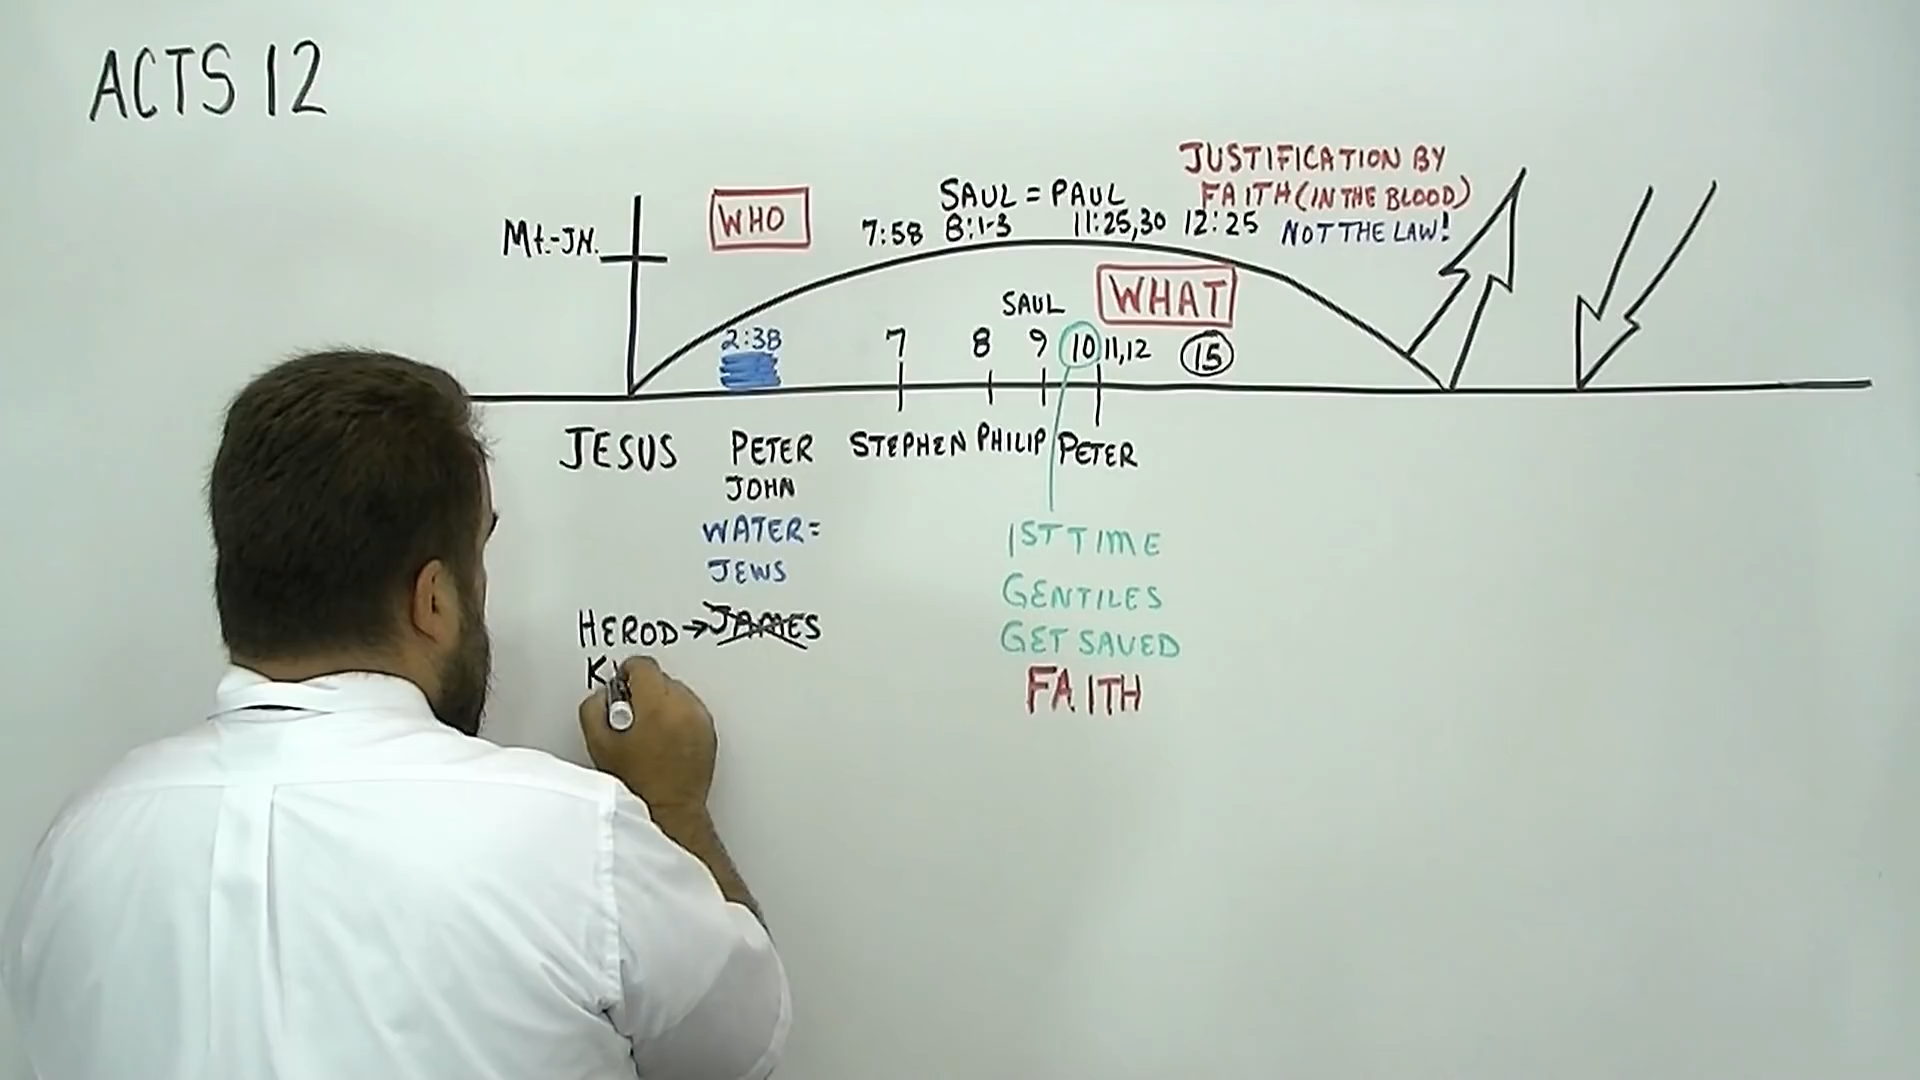 ACTS 12
JUSTIFICATION BY
FAITH (IN THE BLOOD)
NOT THE LAW!
SAUL = PAUL
7:58 8:1-3 11:25,30 12:25
Mt.-JN.
WHO
WHAT
SAUL
2:38 7 8 9 10 11,12 15
JESUS PETER STEPHEN PHILIP PETER
JOHN
WATER=
JEWS
HEROD → JAMES
1ST TIME
GENTILES
GET SAVED
FAITH